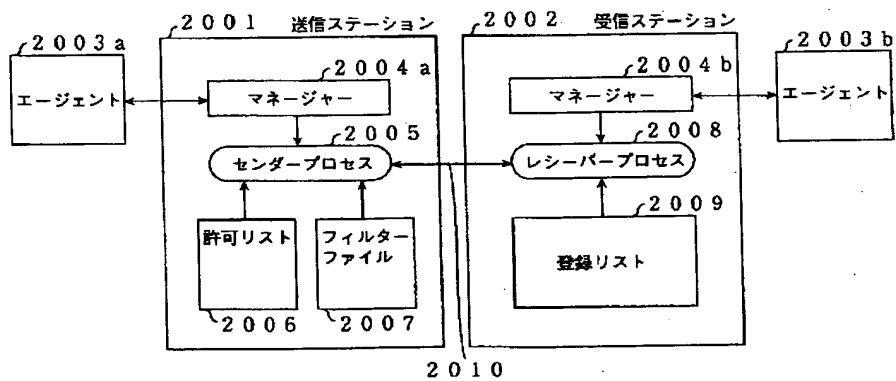 2001 送信ステーション
2002 受信ステーション
2003a
2003b
2004a
2004b
エージェント
マネージャー
マネージャー
エージェント
2005
2008
センダープロセス
レシーバープロセス
2009
許可リスト
フィルター
ファイル
登録リスト
2006
2007
2010